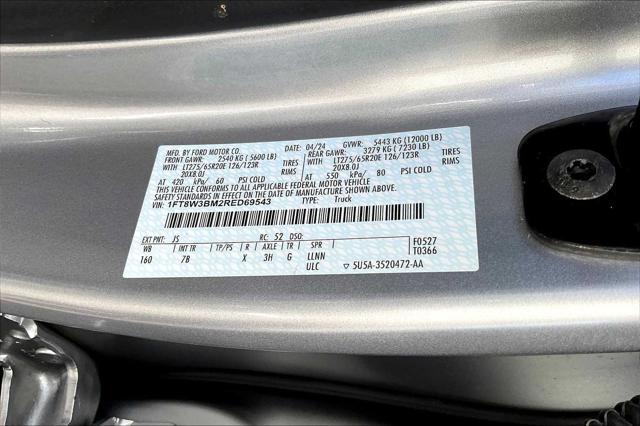 MFD. BY FORD MOTOR CO. DATE: 04/24 GVWR: 5443 KG (12000 LB)
FRONT GAWR: 2540 KG (5600 LB) REAR GAWR: 3279 KG (7230 LB)
WITH LT275/65R20E 126/123R TIRES WITH LT275/65R20E 126/123R TIRES
20X8.0J RIMS 20X8.0J RIMS
AT 420 kPa/ 60 PSI COLD AT 550 kPa/ 80 PSI COLD
THIS VEHICLE CONFORMS TO ALL APPLICABLE FEDERAL MOTOR VEHICLE
SAFETY STANDARDS IN EFFECT ON THE DATE OF MANUFACTURE SHOWN ABOVE.
VIN: 1FT8W3BM2RED69543 TYPE: Truck
EXT PNT: JS RC: 52 DSO: F0527
WB INT TR TP/PS R AXLE TR SPR T0366
160 7B X 3H G LLNN
ULC ▽ 5U5A-3520472-AA